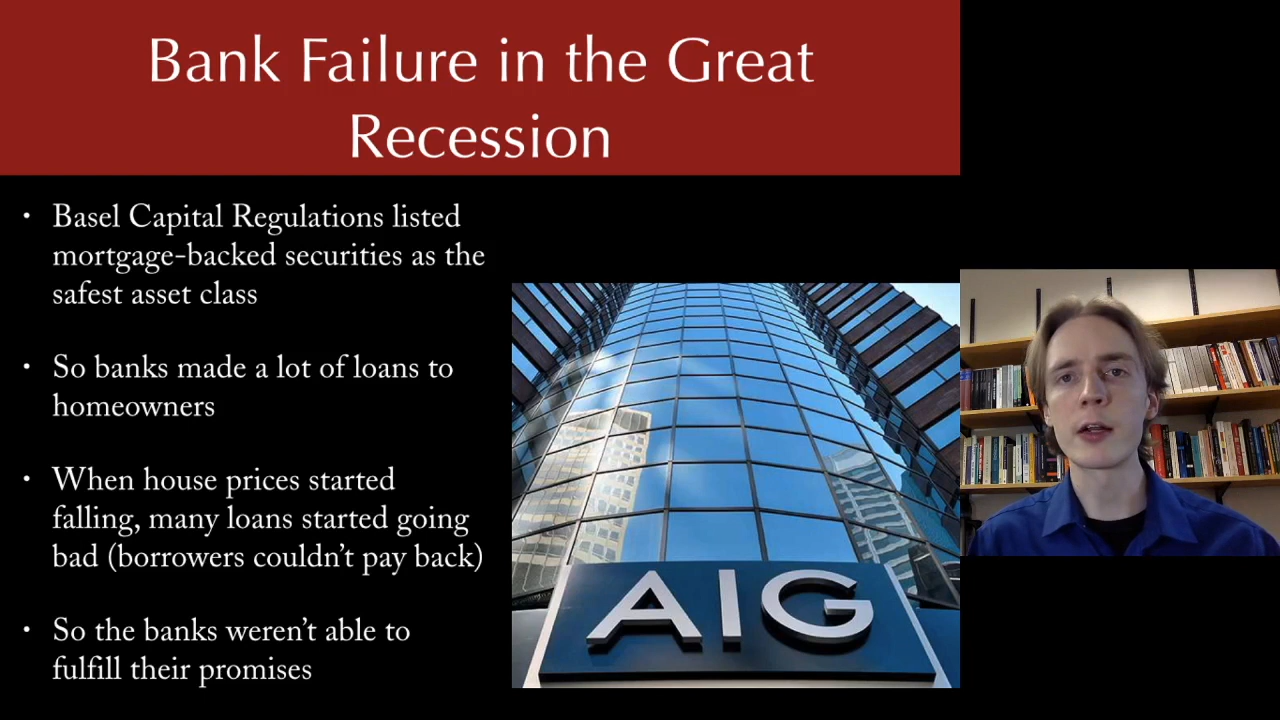 Bank Failure in the Great
Recession
• Basel Capital Regulations listed
mortgage-backed securities as the
safest asset class
• So banks made a lot of loans to
homeowners
• When house prices started
falling, many loans started going
bad (borrowers couldn’t pay back)
• So the banks weren’t able to
fulfill their promises
AIG